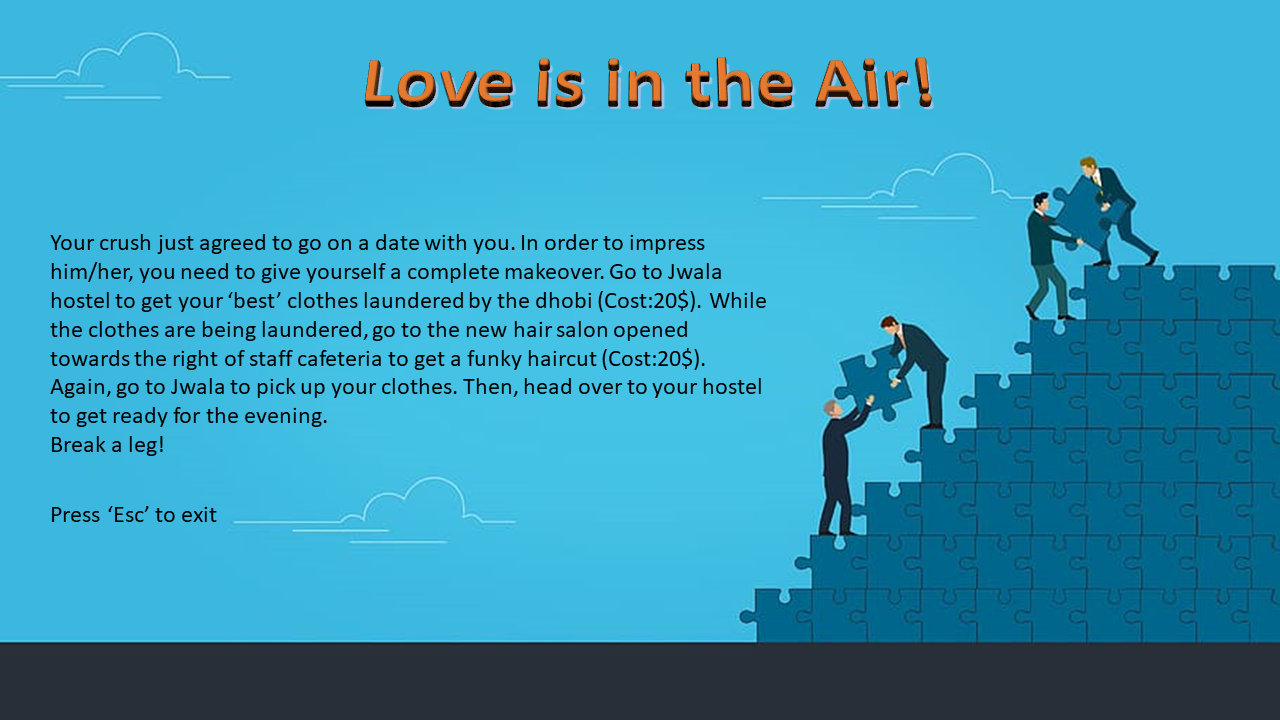 Love is in the Air!
Your crush just agreed to go on a date with you. In order to impress
him/her, you need to give yourself a complete makeover. Go to Jwala
hostel to get your ‘best’ clothes laundered by the dhobi (Cost:20$). While
the clothes are being laundered, go to the new hair salon opened
towards the right of staff cafeteria to get a funky haircut (Cost:20$).
Again, go to Jwala to pick up your clothes. Then, head over to your hostel
to get ready for the evening.
Break a leg!
Press ‘Esc’ to exit